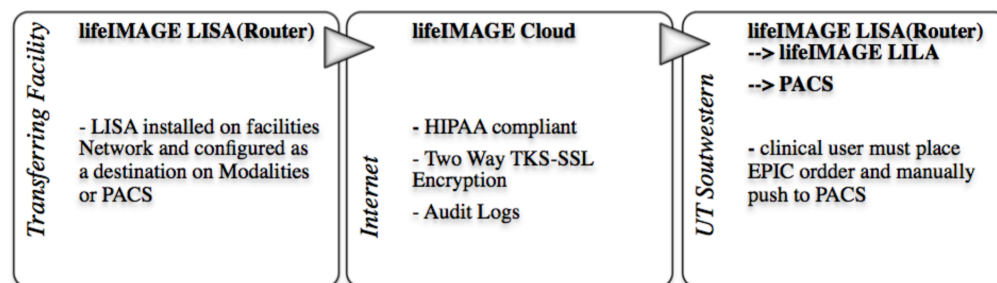 Transferring Facility
lifeIMAGE LISA(Router)
- LISA installed on facilities
Network and configured as
a destination on Modalities
or PACS
Internet
lifeIMAGE Cloud
- HIPAA compliant
- Two Way TKS-SSL
Encryption
- Audit Logs
UT Soutwestern
lifeIMAGE LISA(Router)
--> lifeIMAGE LILA
--> PACS
- clinical user must place
EPIC ordder and manually
push to PACS